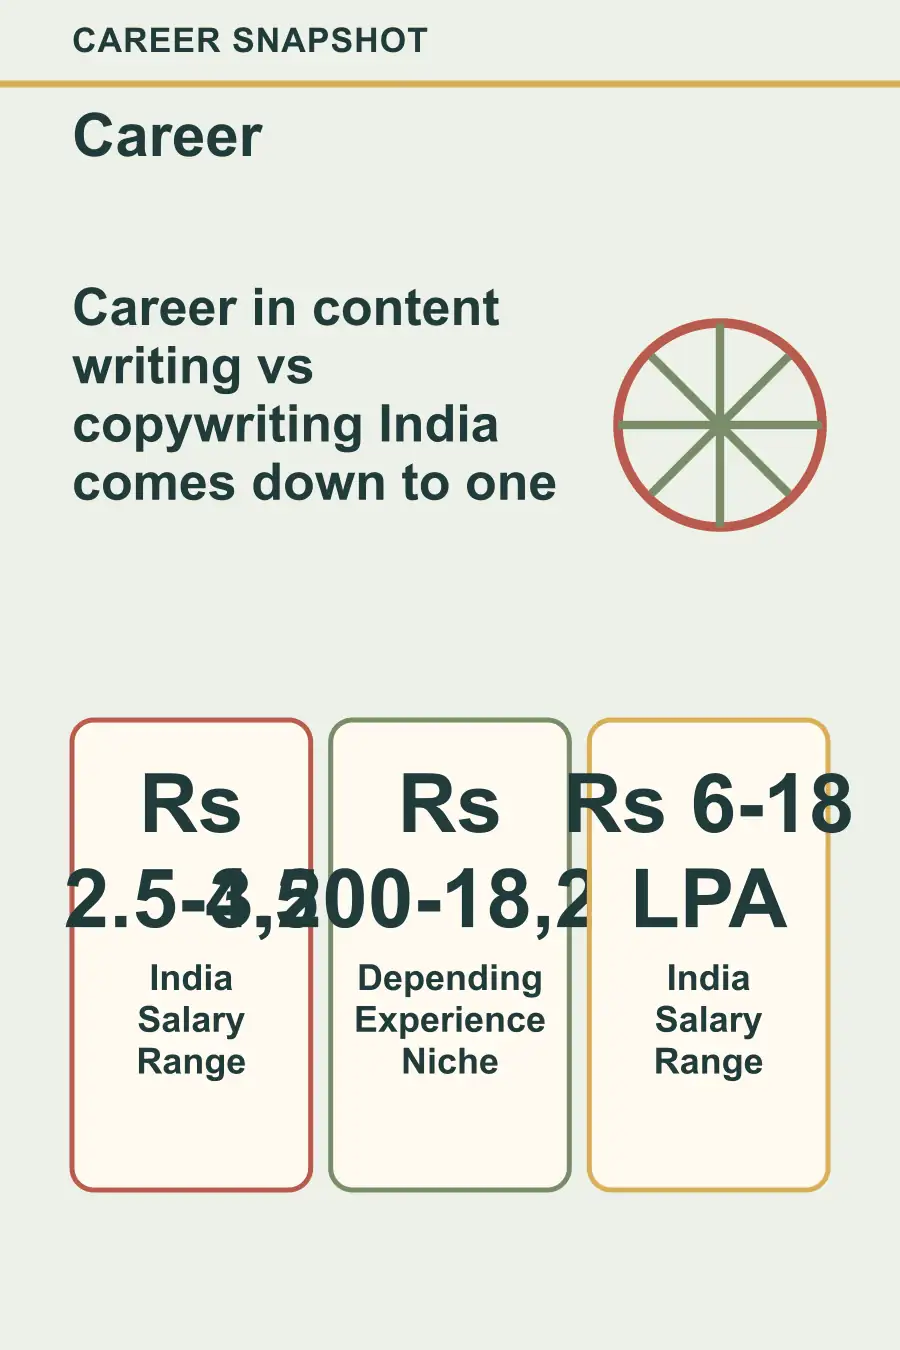 CAREER SNAPSHOT
Career
Career in content
writing vs
copywriting India
comes down to one
Rs
India
Salary
Range
Rs
Depending
Experience
Niche
Rs 6-18
LPA
India
Salary
Range